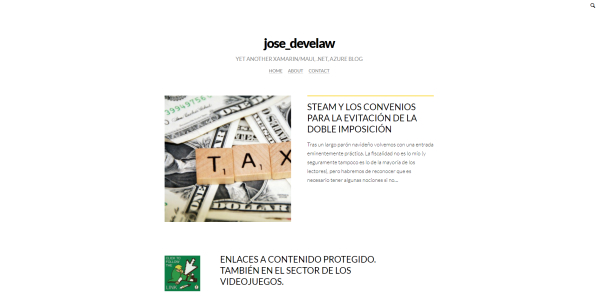 jose_develaw
YET ANOTHER XAMARIN/MAUI, .NET, AZURE BLOG
HOME ABOUT CONTACT
TAX
STEAM Y LOS CONVENIOS
PARA LA EVITACIÓN DE LA
DOBLE IMPOSICIÓN
Tras un largo parón navideño volvemos con una entrada
eminentemente práctica. La fiscalidad no es lo mío (y
seguramente tampoco es lo de la mayoría de los
lectores), pero habremos de reconocer que es
necesario tener algunas nociones si no…
ENLACES A CONTENIDO PROTEGIDO.
TAMBIÉN EN EL SECTOR DE LOS
VIDEOJUEGOS.